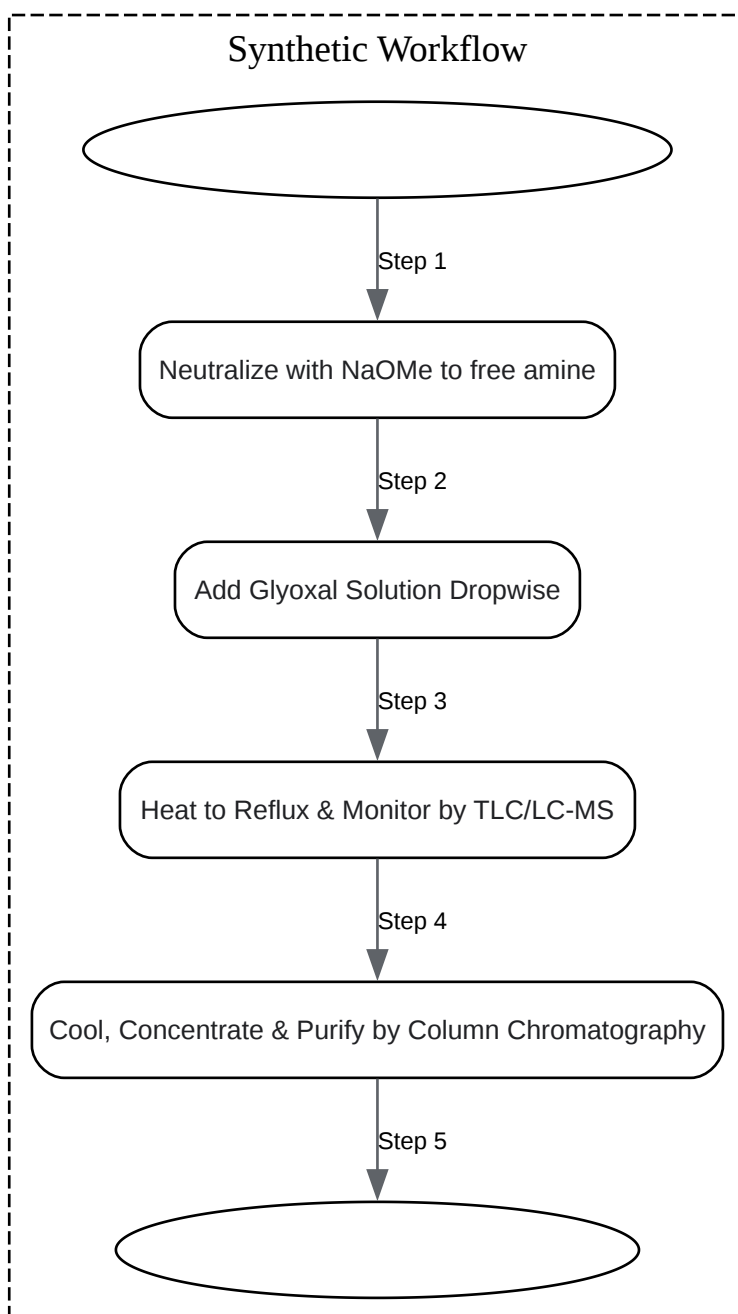 Synthetic Workflow
Step 1
Neutralize with NaOMe to free amine
Step 2
Add Glyoxal Solution Dropwise
Step 3
Heat to Reflux & Monitor by TLC/LC-MS
Step 4
Cool, Concentrate & Purify by Column Chromatography
Step 5